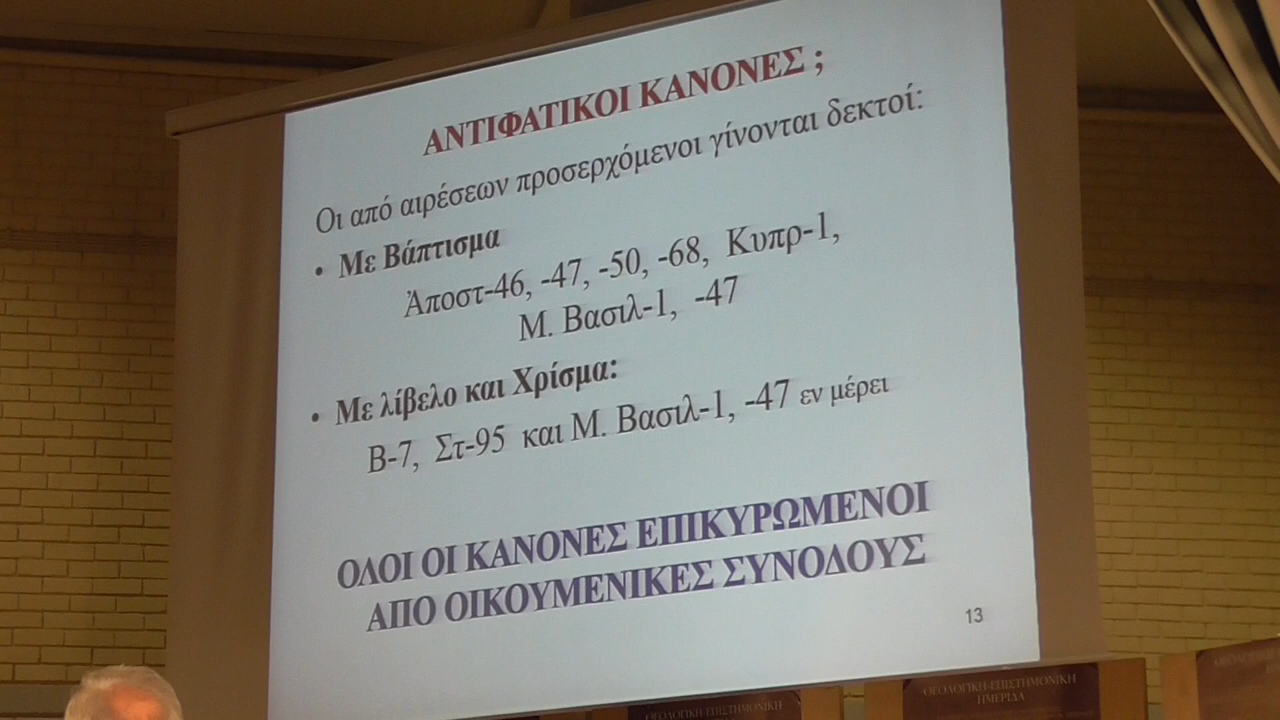 ΑΝΤΙΦΑΤΙΚΟΙ ΚΑΝΟΝΕΣ ;
Οι από αιρέσεων προσερχόμενοι γίνονται δεκτοί:
• Με Βάπτισμα
Ἀποστ-46, -47, -50, -68, Κυπρ-1,
Μ. Βασιλ-1, -47
• Με λίβελο και Χρίσμα:
Β-7, Στ-95 και Μ. Βασιλ-1, -47 εν μέρει
ΟΛΟΙ ΟΙ ΚΑΝΟΝΕΣ ΕΠΙΚΥΡΩΜΕΝΟΙ
ΑΠΟ ΟΙΚΟΥΜΕΝΙΚΕΣ ΣΥΝΟΔΟΥΣ
13
ΘΕΟΛΟΓΙΚΗ-ΕΠΙΣΤΗΜΟΝΙΚΗ
ΗΜΕΡΙΔΑ
ΘΕΟΛΟΓΙΚΗ-ΕΠΙΣΤΗΜΟΝΙΚΗ